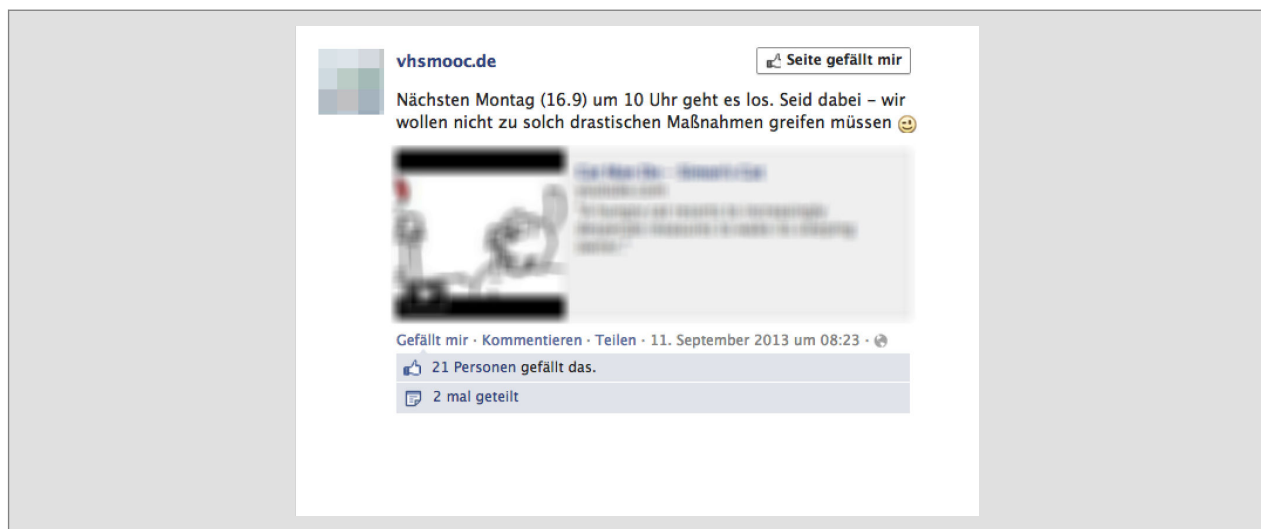 vhsmooc.de
Seite gefällt mir
Nächsten Montag (16.9) um 10 Uhr geht es los. Seid dabei – wir
wollen nicht zu solch drastischen Maßnahmen greifen müssen
Gefällt mir · Kommentieren · Teilen · 11. September 2013 um 08:23 ·
21 Personen gefällt das.
2 mal geteilt